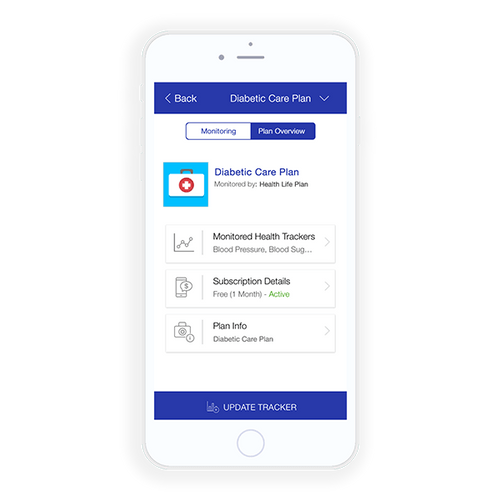 Back
Diabetic Care Plan
Monitoring
Plan Overview
Diabetic Care Plan
Monitored by: Health Life Plan
Monitored Health Trackers
Blood Pressure, Blood Sug...
Subscription Details
Free (1 Month) - Active
Plan Info
Diabetic Care Plan
UPDATE TRACKER